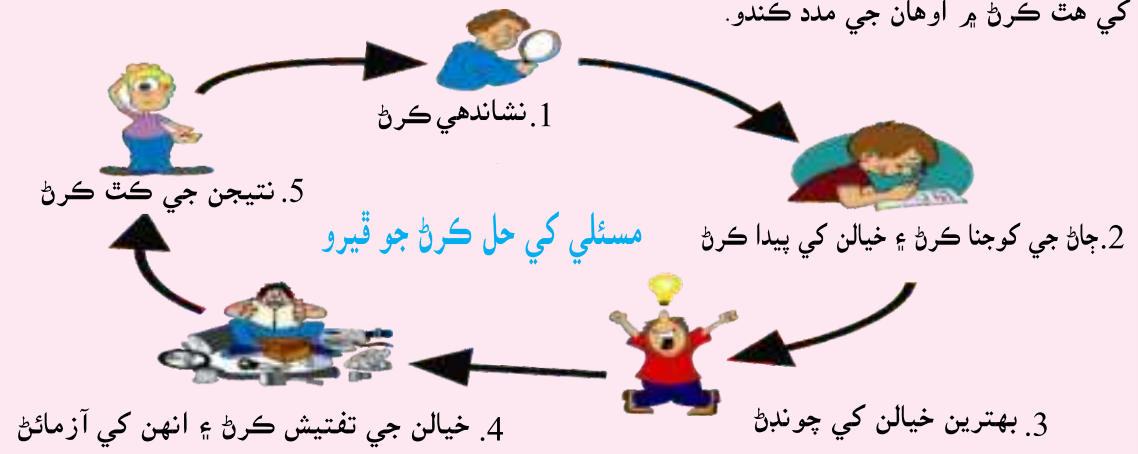 کي هٿ ڪرڻ ۾ اوهان جي مدد ڪندو.
1. نشاندهي ڪرڻ
2. ڄاڻ جي کوجنا ڪرڻ ۽ خيالن کي پيدا ڪرڻ
3. بهترين خيالن کي چونڊڻ
4. خيالن جي تفتيش ڪرڻ ۽ انهن کي آزمائڻ
5. نتيجن جي ڪٿ ڪرڻ
مسئلي کي حل ڪرڻ جو ڦيرو